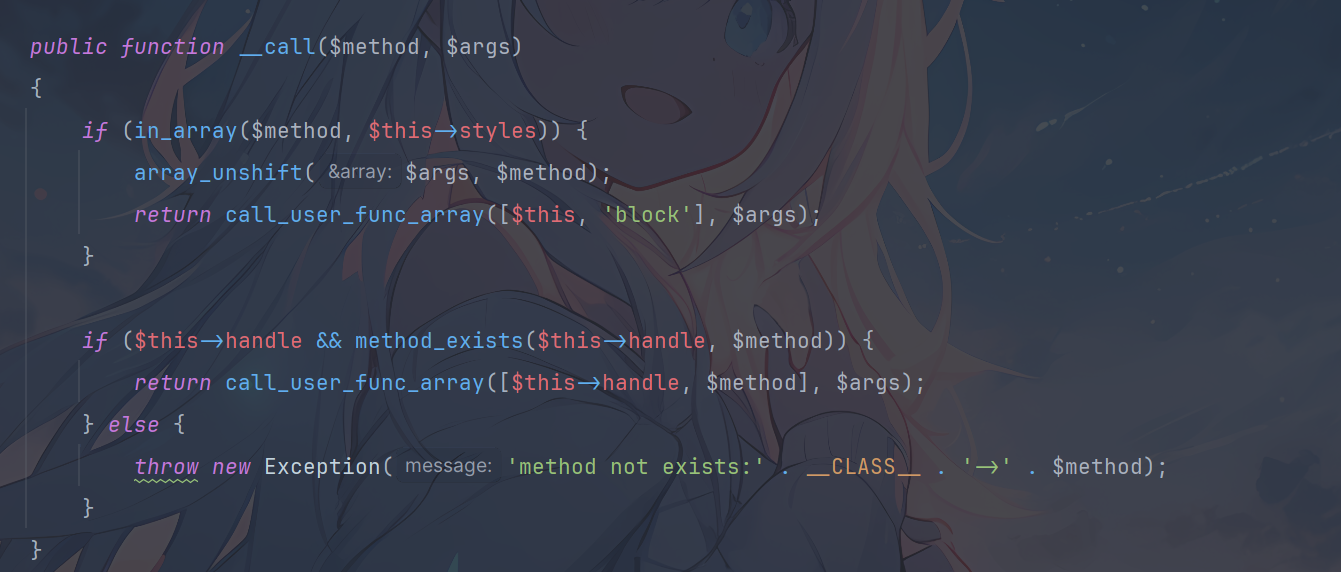 public function __call($method, $args)
{
    if (in_array($method, $this->styles)) {
        array_unshift( &array: $args, $method);
        return call_user_func_array([$this, 'block'], $args);
    }

    if ($this->handle && method_exists($this->handle, $method)) {
        return call_user_func_array([$this->handle, $method], $args);
    } else {
        throw new Exception( message: 'method not exists:' . __CLASS__ . '->' . $method);
    }
}